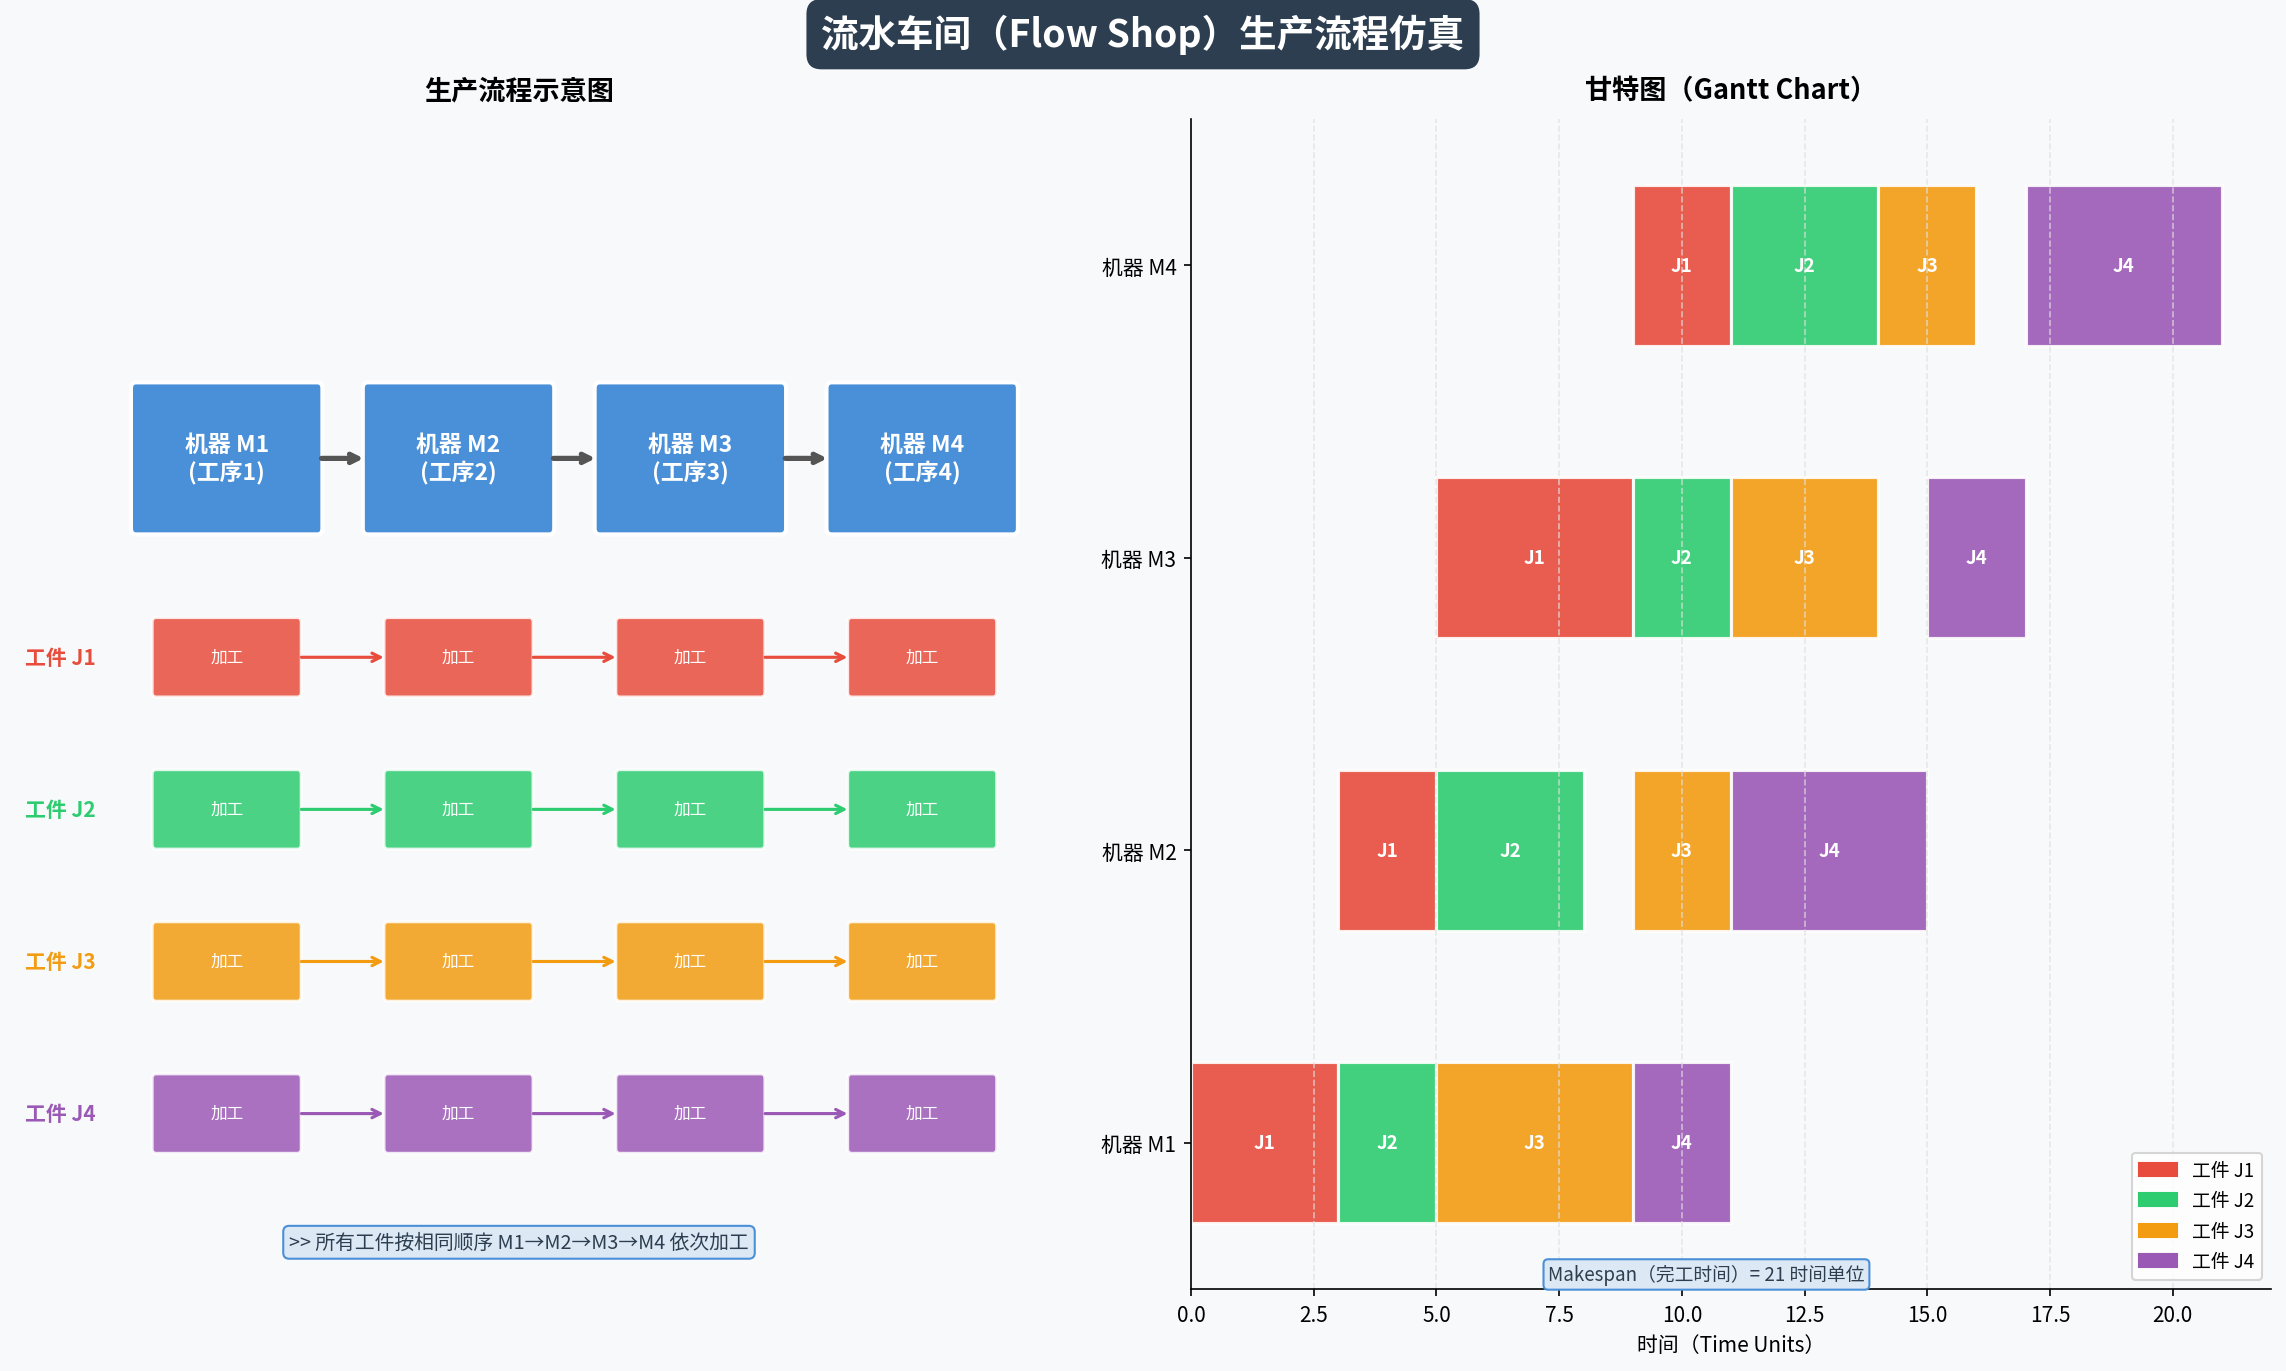 流水车间（Flow Shop）生产流程仿真
生产流程示意图
机器 M1
(工序1)
机器 M2
(工序2)
机器 M3
(工序3)
机器 M4
(工序4)
工件 J1
加工
加工
加工
加工
工件 J2
加工
加工
加工
加工
工件 J3
加工
加工
加工
加工
工件 J4
加工
加工
加工
加工
>> 所有工件按相同顺序 M1→M2→M3→M4 依次加工
甘特图（Gantt Chart）
机器 M4
J1
J2
J3
J4
机器 M3
J1
J2
J3
J4
机器 M2
J1
J2
J3
J4
机器 M1
J1
J2
J3
J4
工件 J1
工件 J2
工件 J3
工件 J4
Makespan（完工时间）= 21 时间单位
0.0 2.5 5.0 7.5 10.0 12.5 15.0 17.5 20.0
时间（Time Units）